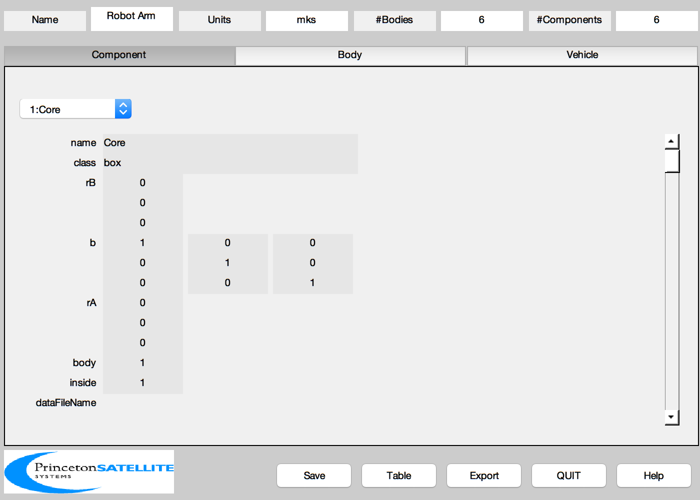 Name Robot Arm Units mks #Bodies 6 #Components 6
Component Body Vehicle
1:Core
name Core
class box
rB 0
0
0
b 1 0 0
0 1 0
0 0 1
rA 0
0
0
body 1
inside 1
dataFileName
PrincetonSATELLITE
SYSTEMS
Save Table Export QUIT Help